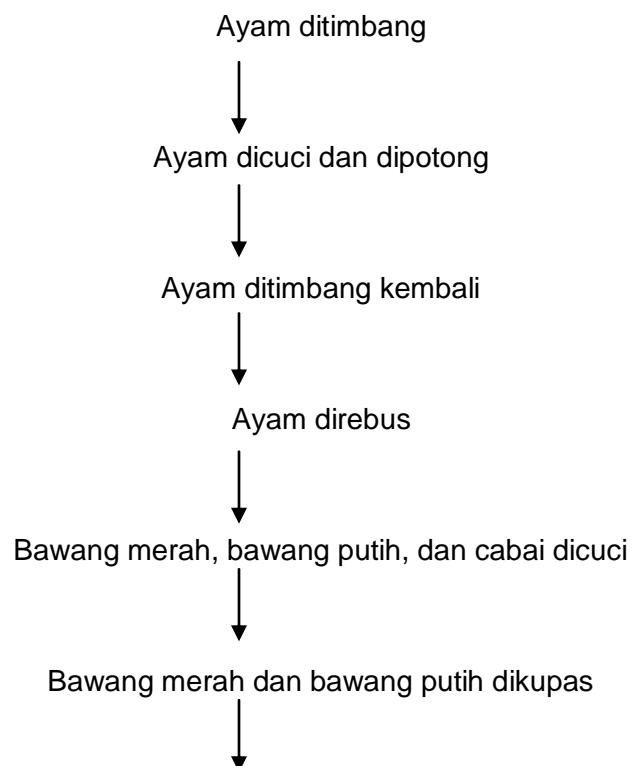 Ayam ditimbang
Ayam dicuci dan dipotong
Ayam ditimbang kembali
Ayam direbus
Bawang merah, bawang putih, dan cabai dicuci
Bawang merah dan bawang putih dikupas